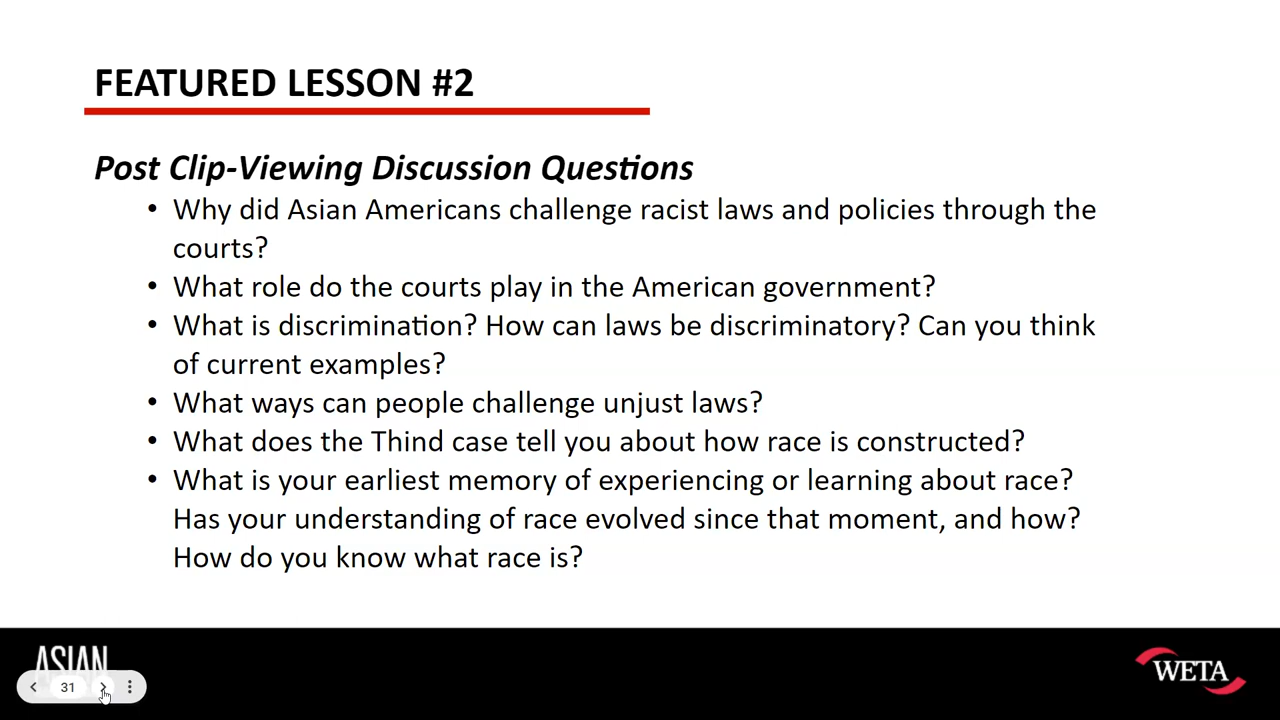 FEATURED LESSON #2
Post Clip-Viewing Discussion Questions
• Why did Asian Americans challenge racist laws and policies through the
courts?
• What role do the courts play in the American government?
• What is discrimination? How can laws be discriminatory? Can you think
of current examples?
• What ways can people challenge unjust laws?
• What does the Thind case tell you about how race is constructed?
• What is your earliest memory of experiencing or learning about race?
Has your understanding of race evolved since that moment, and how?
How do you know what race is?
ASIAN
31
WETA